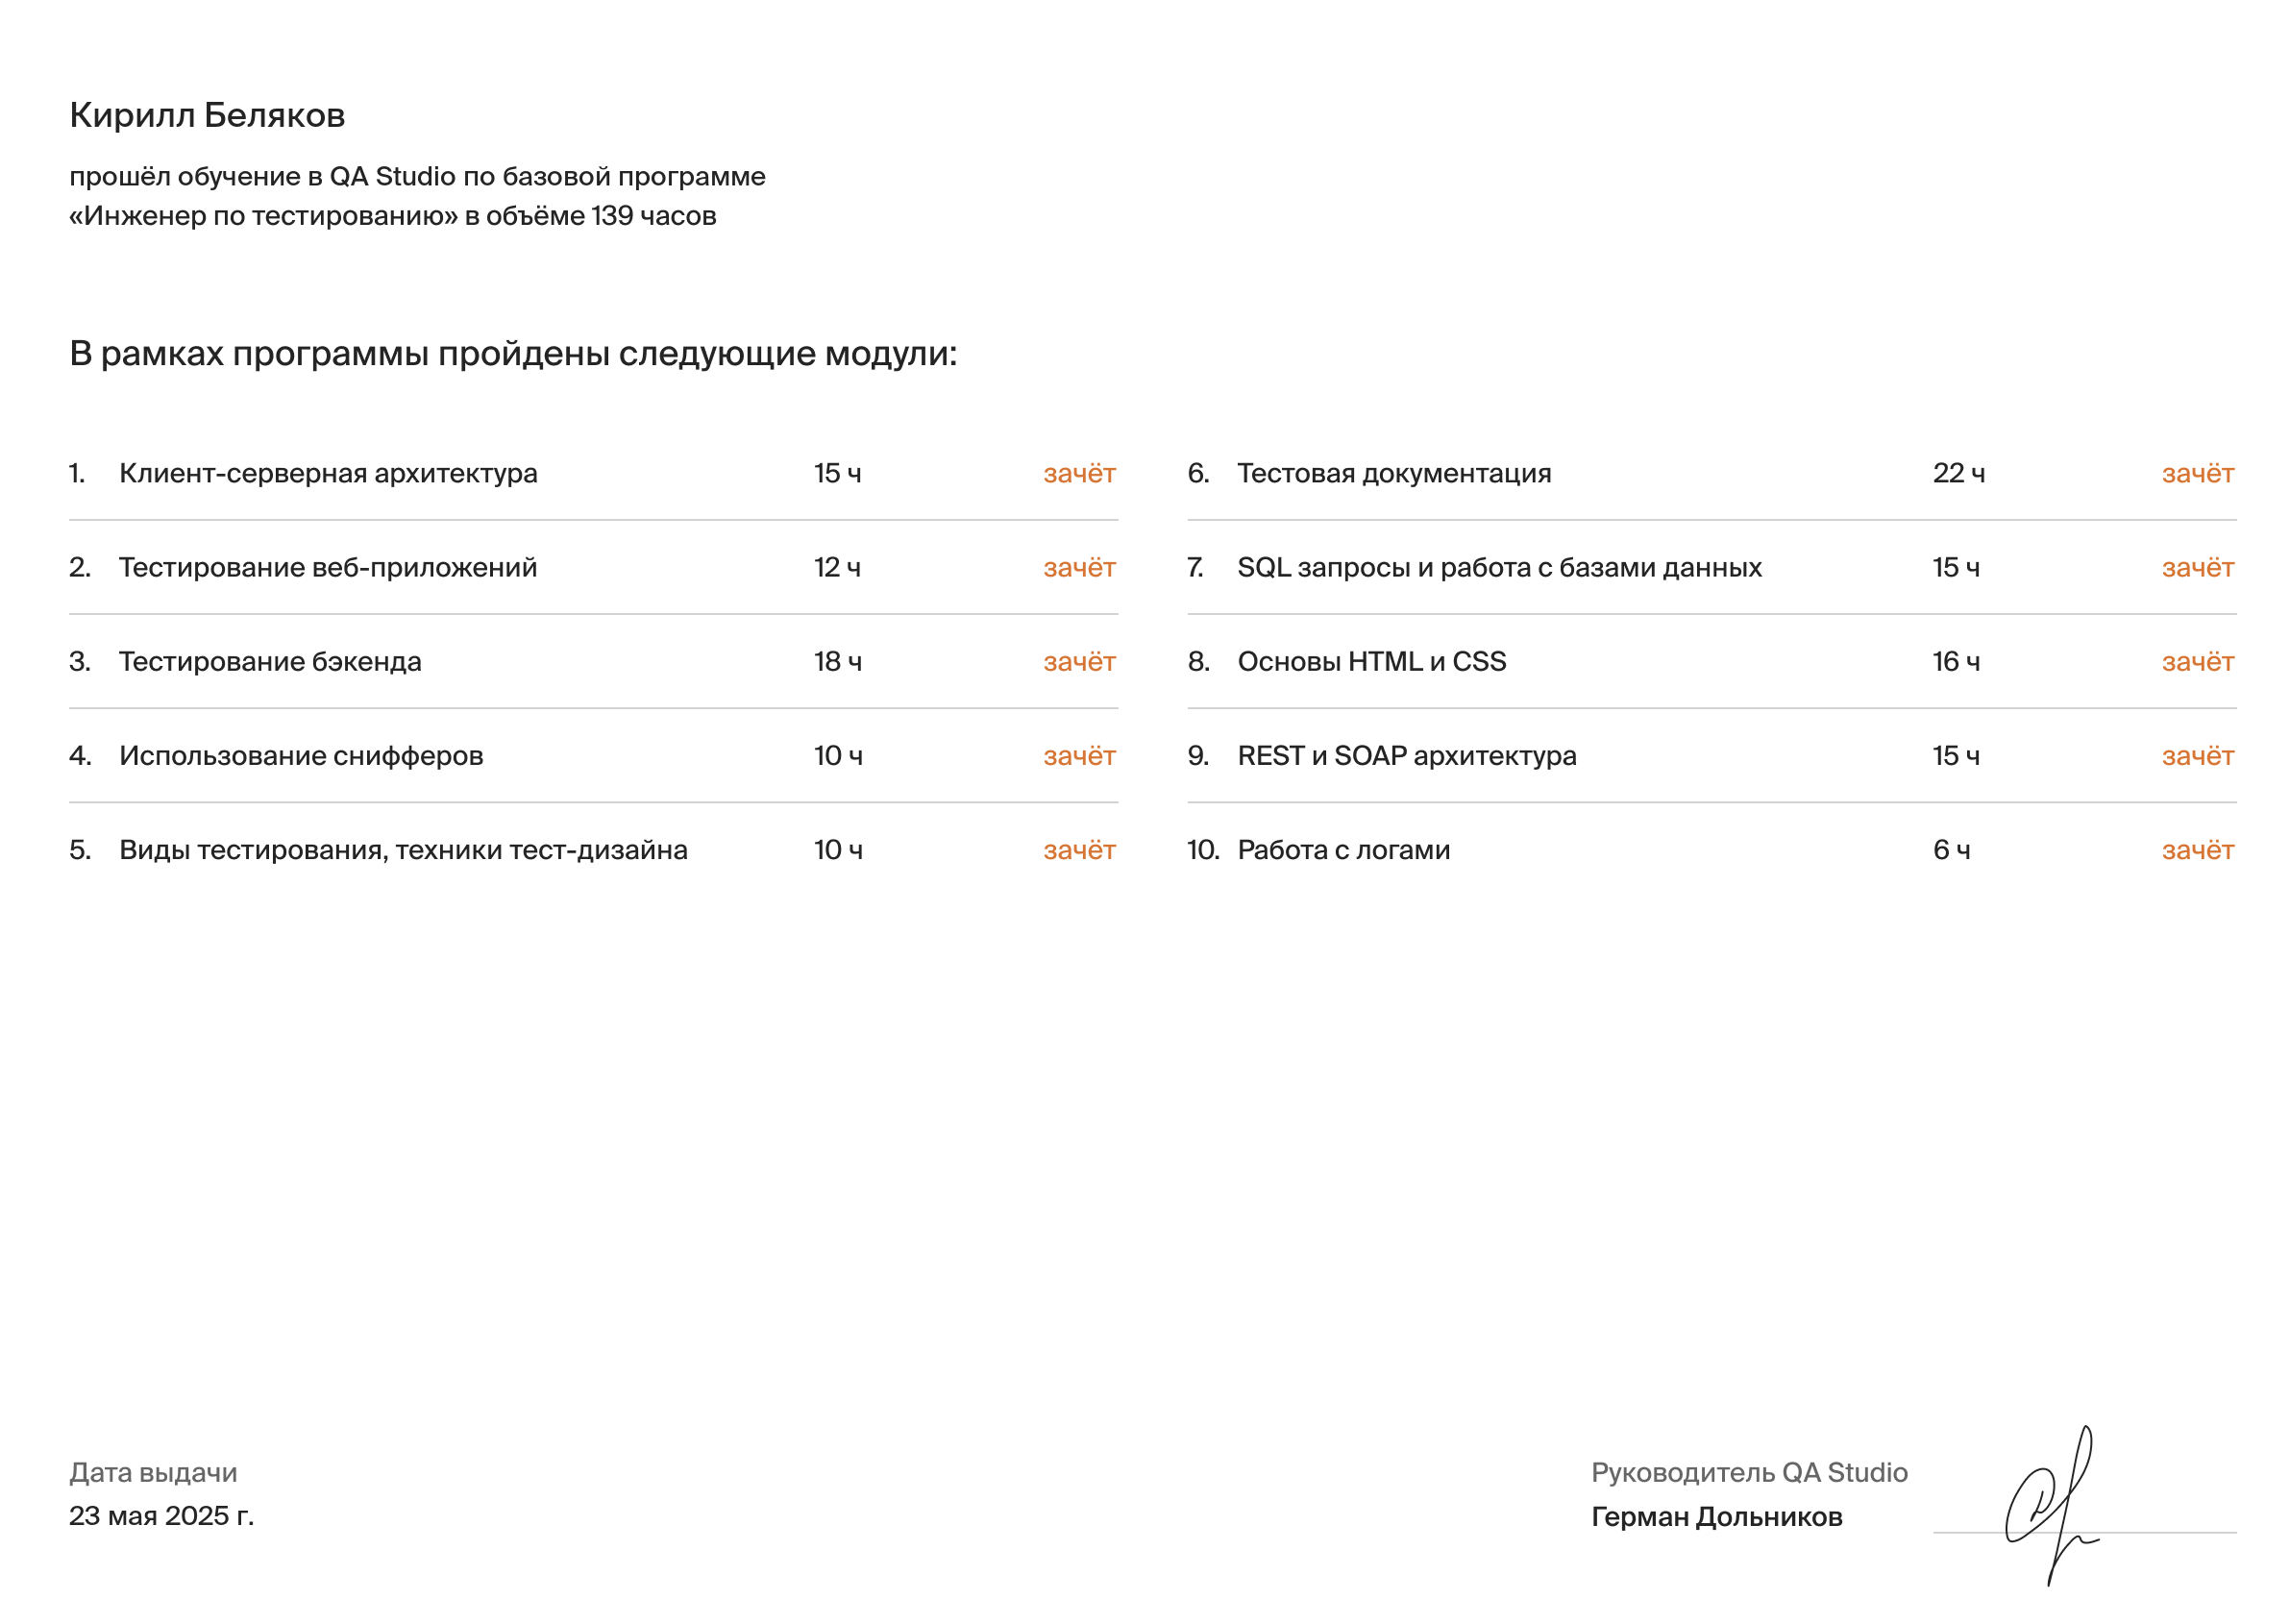 Кирилл Беляков
прошёл обучение в QA Studio по базовой программе
«Инженер по тестированию» в объёме 139 часов
В рамках программы пройдены следующие модули:
1. Клиент-серверная архитектура 15 ч зачёт
2. Тестирование веб-приложений 12 ч зачёт
3. Тестирование бэкенда 18 ч зачёт
4. Использование снифферов 10 ч зачёт
5. Виды тестирования, техники тест-дизайна 10 ч зачёт
6. Тестовая документация 22 ч зачёт
7. SQL запросы и работа с базами данных 15 ч зачёт
8. Основы HTML и CSS 16 ч зачёт
9. REST и SOAP архитектура 15 ч зачёт
10. Работа с логами 6 ч зачёт
Дата выдачи
23 мая 2025 г.
Руководитель QA Studio
Герман Дольников